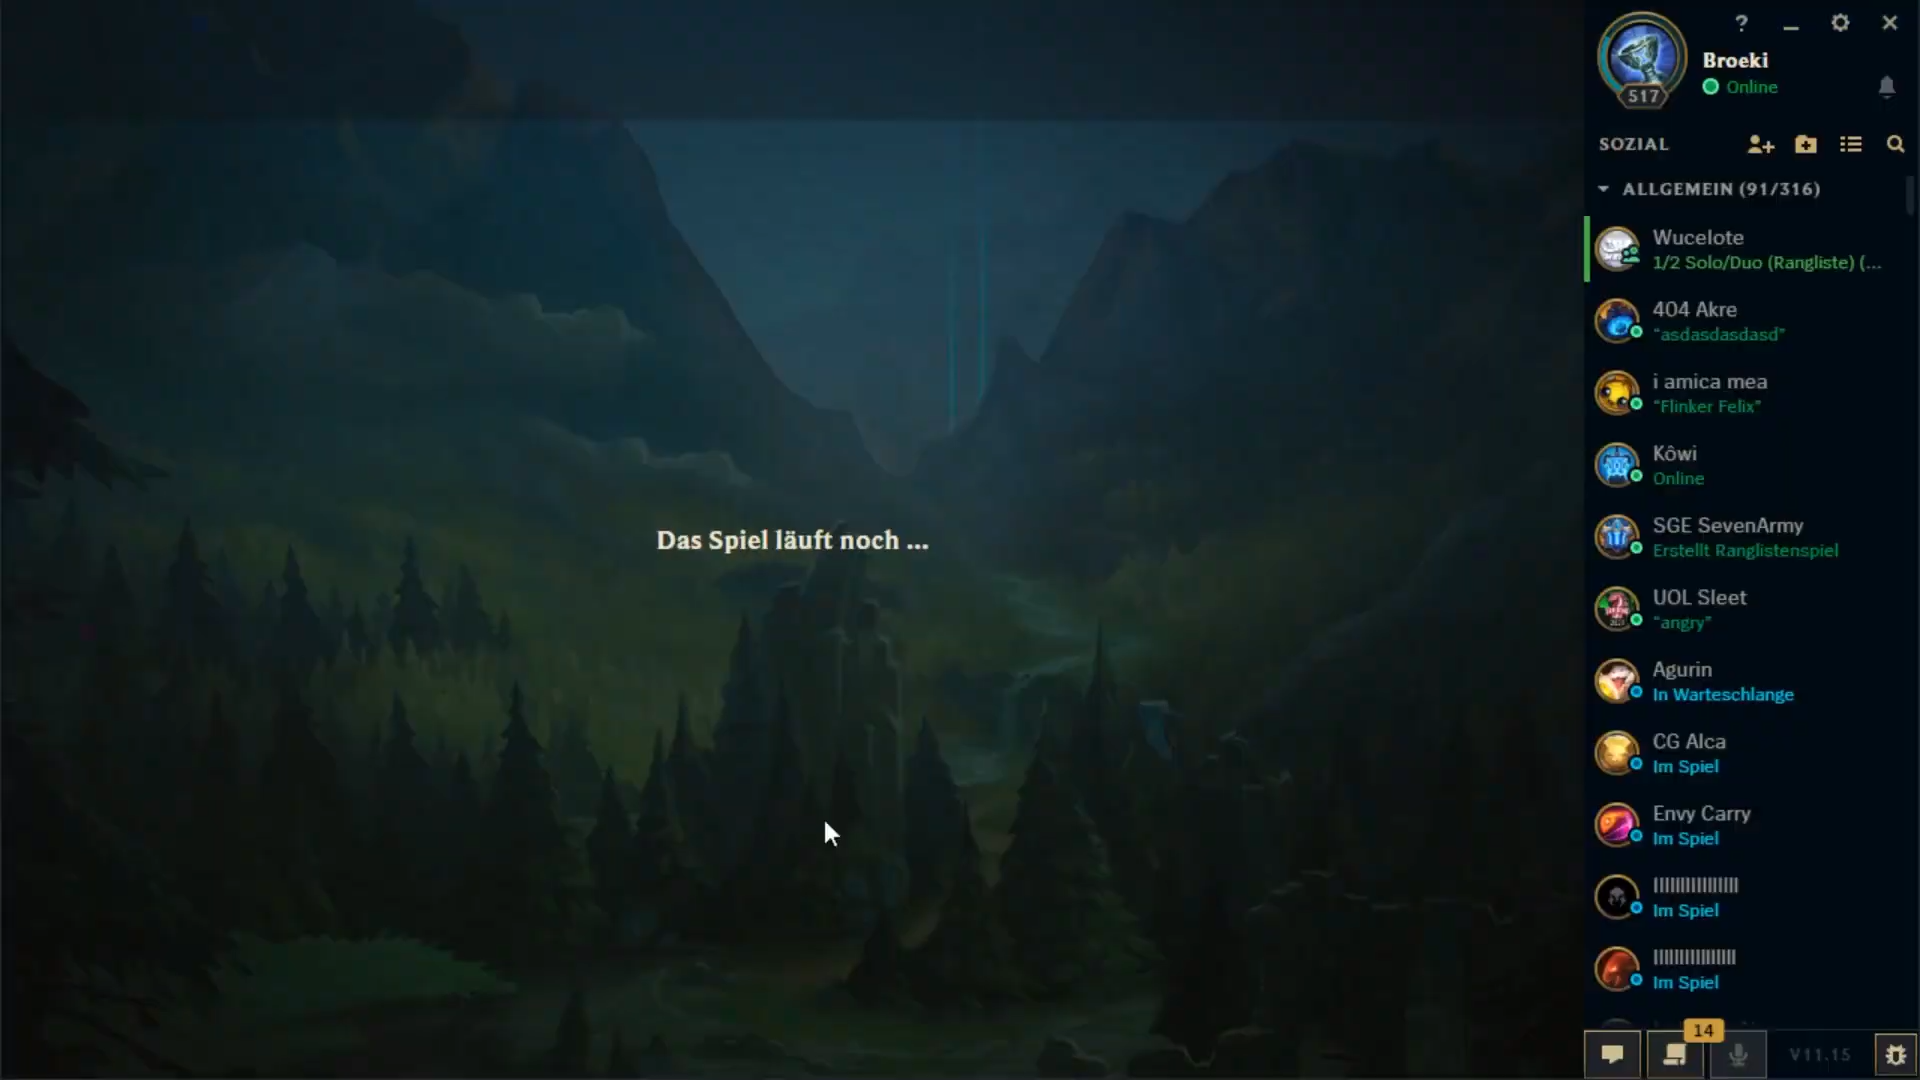 ?
Broeki
Online
517
SOZIAL
ALLGEMEIN (91/316)
Wucelote
1/2 Solo/Duo (Rangliste) (...
404 Akre
"asdasdasdasd"
i amica mea
"Flinker Felix"
Kôwi
Online
SGE SevenArmy
Erstellt Ranglistenspiel
Das Spiel läuft noch ...
UOL Sleet
"angry"
Agurin
In Warteschlange
CG Alca
Im Spiel
Envy Carry
Im Spiel
Im Spiel
Im Spiel
14
V11.15